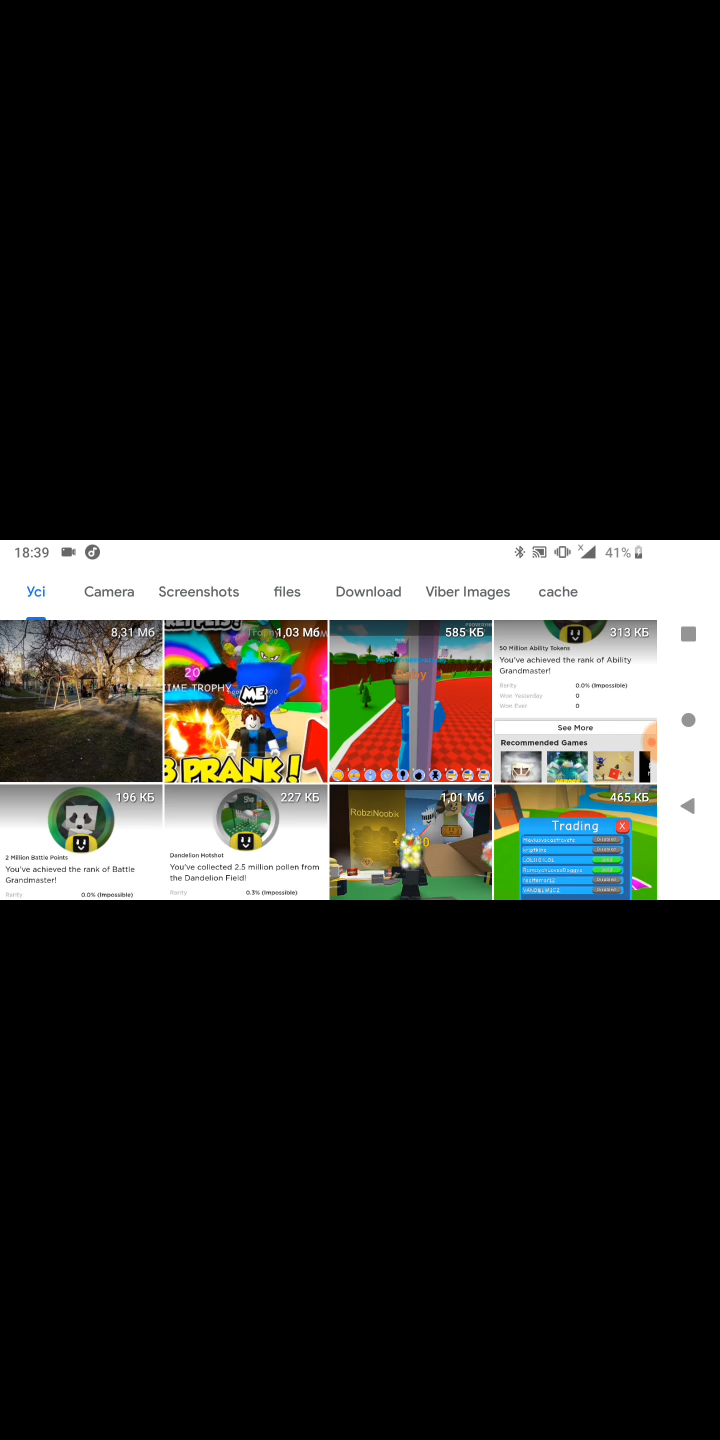 18:39
41%
Усі
Camera
Screenshots
files
Download
Viber Images
cache
8,31 Мб
1,03 Мб
585 КБ
313 КБ
20
IME TROPHY
ME
PRANK!
50 Million Ability Tokens
You've achieved the rank of Ability
Grandmaster!
Rarity 0.0% (Impossible)
Won Yesterday 0
Won Ever 0
See More
Recommended Games
196 КБ
227 КБ
1,01 Мб
465 КБ
2 Million Battle Points
You've achieved the rank of Battle
Grandmaster!
Rarity 0.0% (Impossible)
Dandelion Hotshot
You've collected 2.5 million pollen from
the Dandelion Field!
Rarity 0.3% (Impossible)
Trading
X